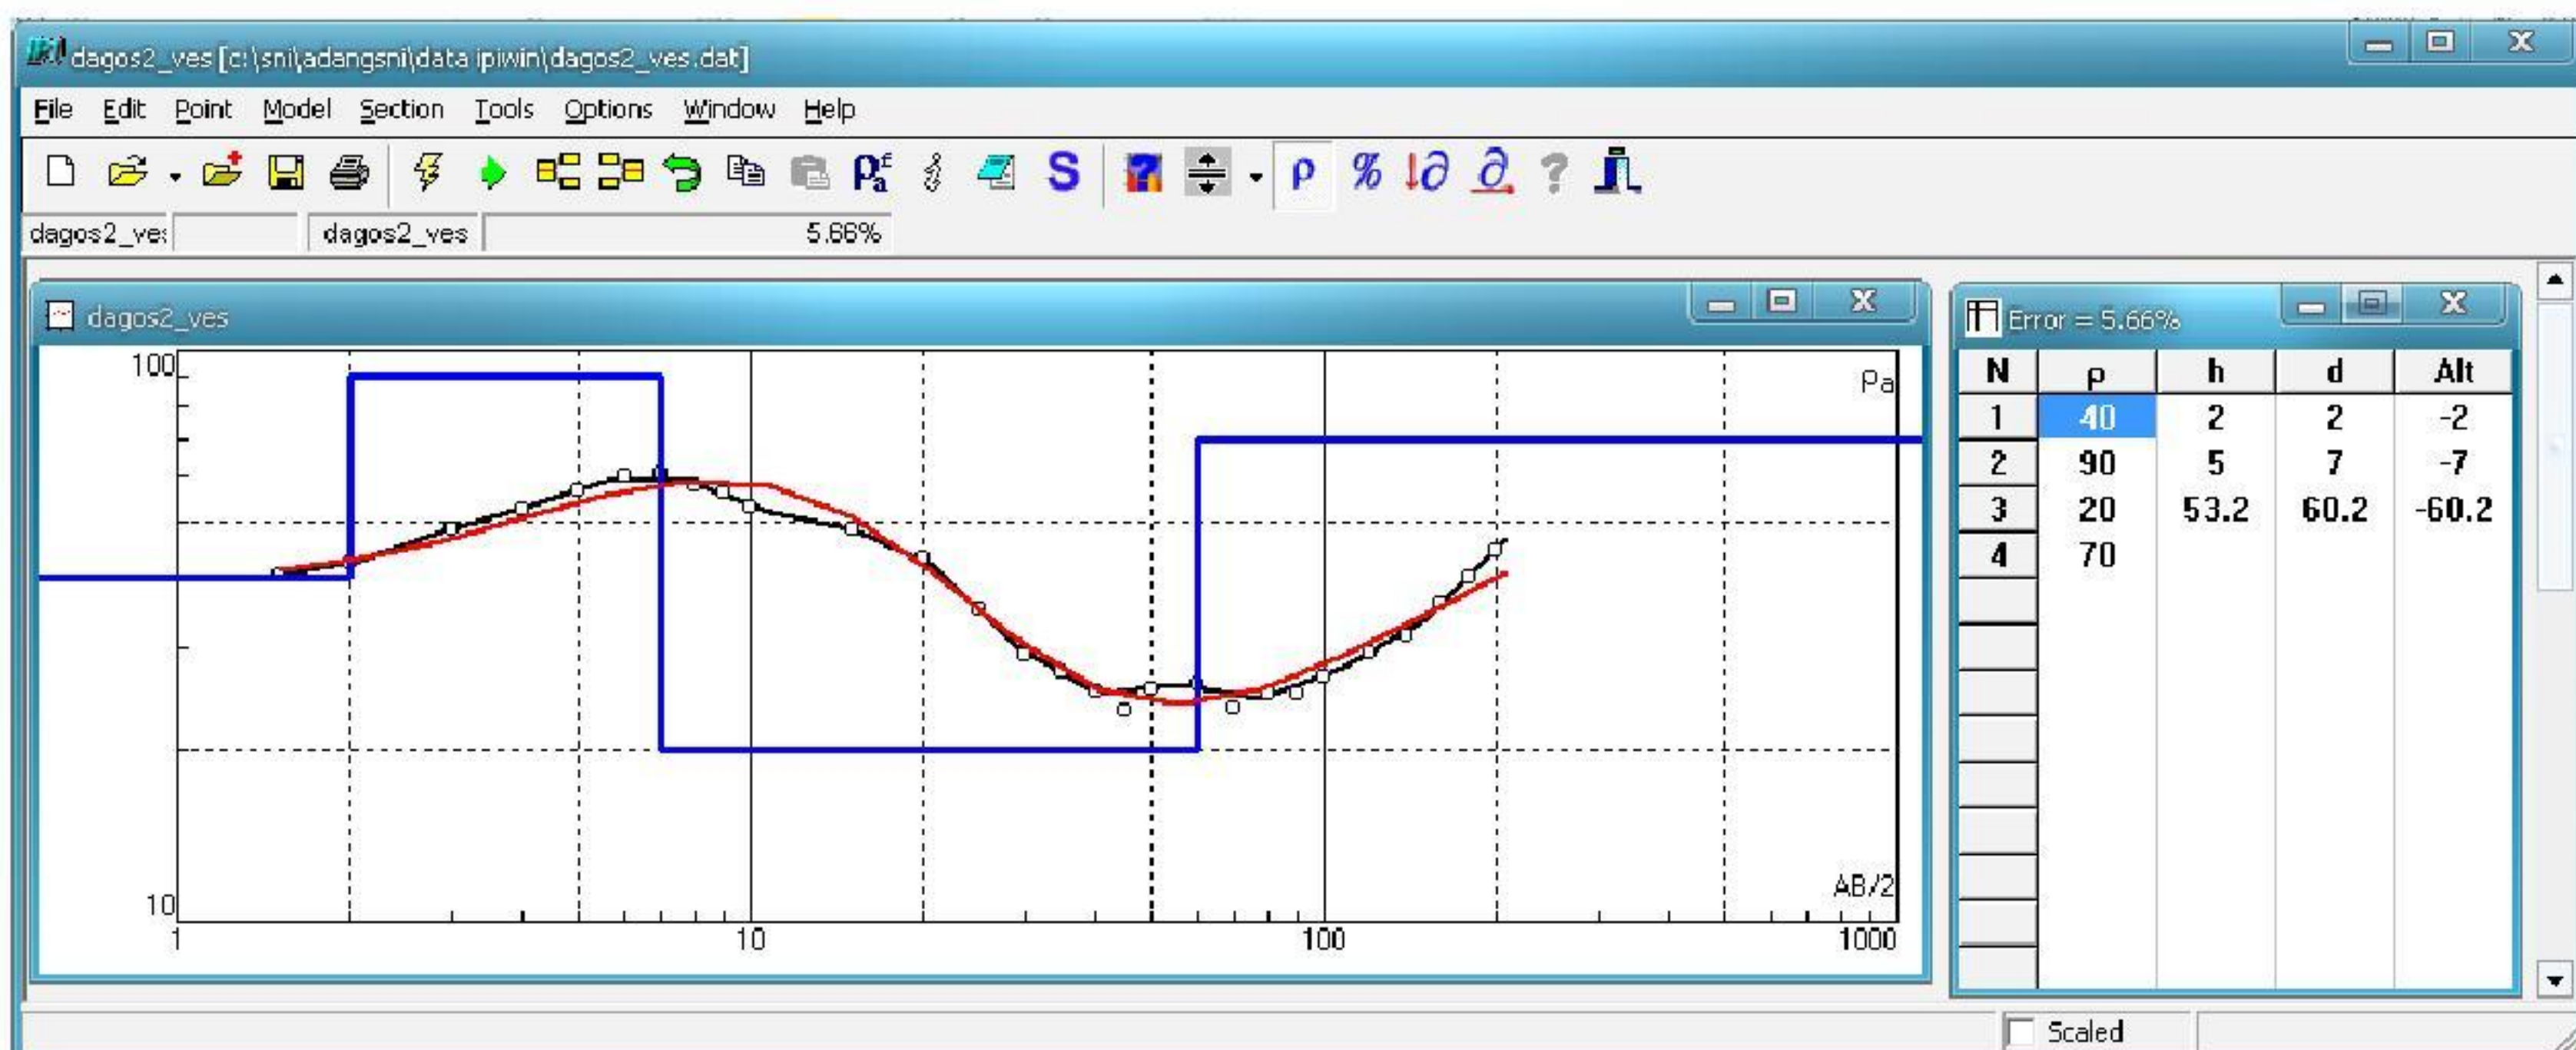 dagos2_ves [c:\sni\adangsni\data ipiwin\dagos2_ves.dat]
File Edit Point Model Section Tools Options Window Help
S ρ % ?
dagos2_ve dagos2_ves 5.66%
dagos2_ves
100
Pa
10
AB/2
1 10 100 1000
Error = 5.66%
N ρ h d Alt
1 40 2 2 -2
2 90 5 7 -7
3 20 53.2 60.2 -60.2
4 70
Scaled